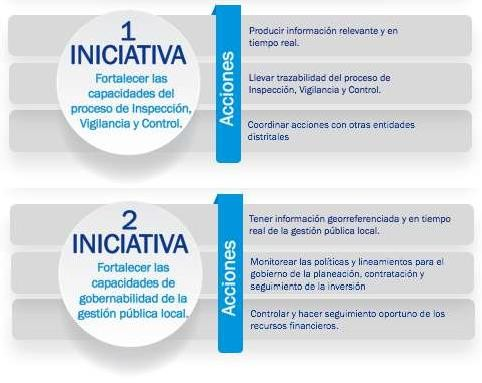 1
INICIATIVA
Fortalecer las
capacidades del
proceso de Inspección,
Vigilancia y Control.
Acciones
Producir información relevante y en
tiempo real.
Llevar trazabilidad del proceso de
Inspección, Vigilancia y Control.
Coordinar acciones con otras entidades
distritales
2
INICIATIVA
Fortalecer las
capacidades de
gobernabilidad de la
gestión pública local.
Acciones
Tener información georreferenciada y en tiempo
real de la gestión pública local.
Monitorear las políticas y lineamientos para el
gobierno de la planeación, contratación y
seguimiento de la inversión
Controlar y hacer seguimiento oportuno de los
recursos financieros.